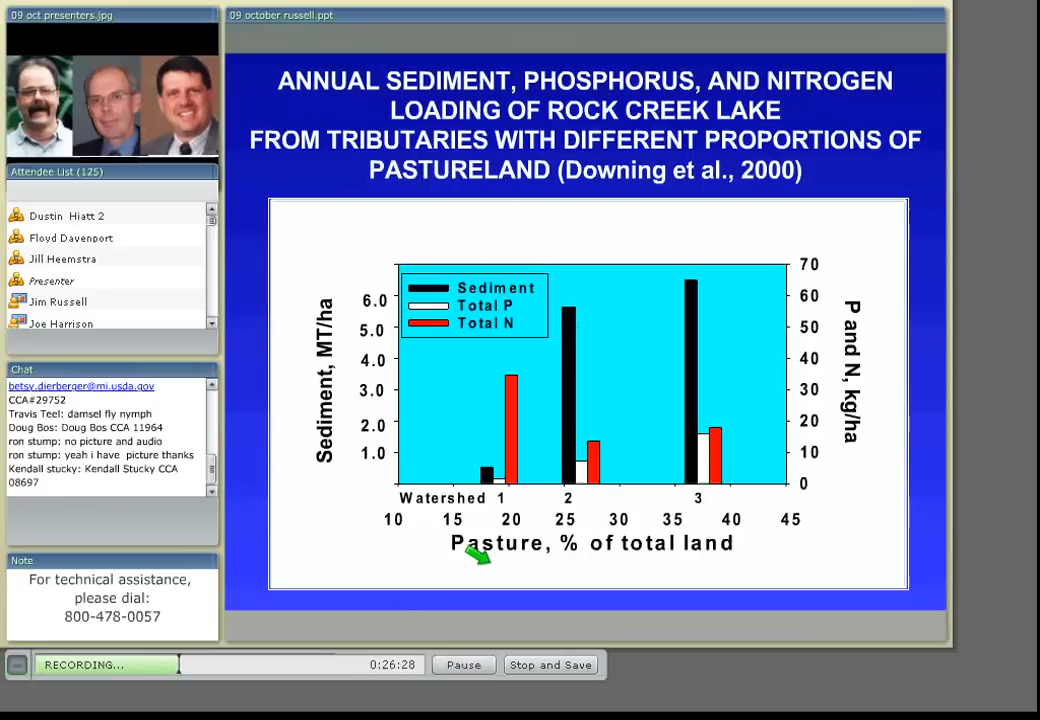 09 oct presenters.jpg
09 october russell.ppt
Attendee List (125)
Dustin Hiatt 2
Floyd Davenport
Jill Heemstra
Presenter
Jim Russell
Joe Harrison
Chat
betsy.dierberger@mi.usda.gov
CCA#29752
Travis Teel: damsel fly nymph
Doug Bos: Doug Bos CCA 11964
ron stump: no picture and audio
ron stump: yeah i have picture thanks
Kendall stucky: Kendall Stucky CCA
08697
Note
For technical assistance,
please dial:
800-478-0057
ANNUAL SEDIMENT, PHOSPHORUS, AND NITROGEN
LOADING OF ROCK CREEK LAKE
FROM TRIBUTARIES WITH DIFFERENT PROPORTIONS OF
PASTURELAND (Downing et al., 2000)
Sediment, MT/ha
6.0
5.0
4.0
3.0
2.0
1.0
Sediment
Total P
Total N
70
60
50
40
30
20
10
0
P and N, kg/ha
Watershed 1 2 3
10 15 20 25 30 35 40 45
Pasture, % of total land
RECORDING... 0:26:28 Pause Stop and Save